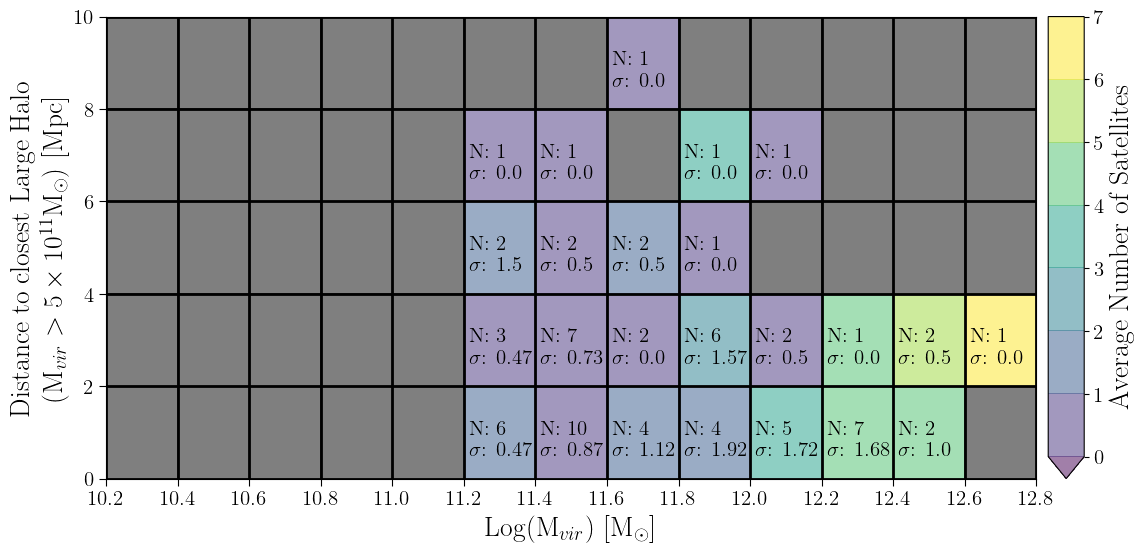 Distance to closest Large Halo
(M_vir > 5 × 10^11 M_⊙) [Mpc]
10
8
6
4
2
0
N: 1
σ: 0.0
N: 1
σ: 0.0
N: 1
σ: 0.0
N: 1
σ: 0.0
N: 1
σ: 0.0
N: 2
σ: 1.5
N: 2
σ: 0.5
N: 2
σ: 0.5
N: 1
σ: 0.0
N: 3
σ: 0.47
N: 7
σ: 0.73
N: 2
σ: 0.0
N: 6
σ: 1.57
N: 2
σ: 0.5
N: 1
σ: 0.0
N: 2
σ: 0.5
N: 1
σ: 0.0
N: 6
σ: 0.47
N: 10
σ: 0.87
N: 4
σ: 1.12
N: 4
σ: 1.92
N: 5
σ: 1.72
N: 7
σ: 1.68
N: 2
σ: 1.0
10.2 10.4 10.6 10.8 11.0 11.2 11.4 11.6 11.8 12.0 12.2 12.4 12.6 12.8
Log(M_vir) [M_⊙]
7
6
5
4
3
2
1
0
Average Number of Satellites